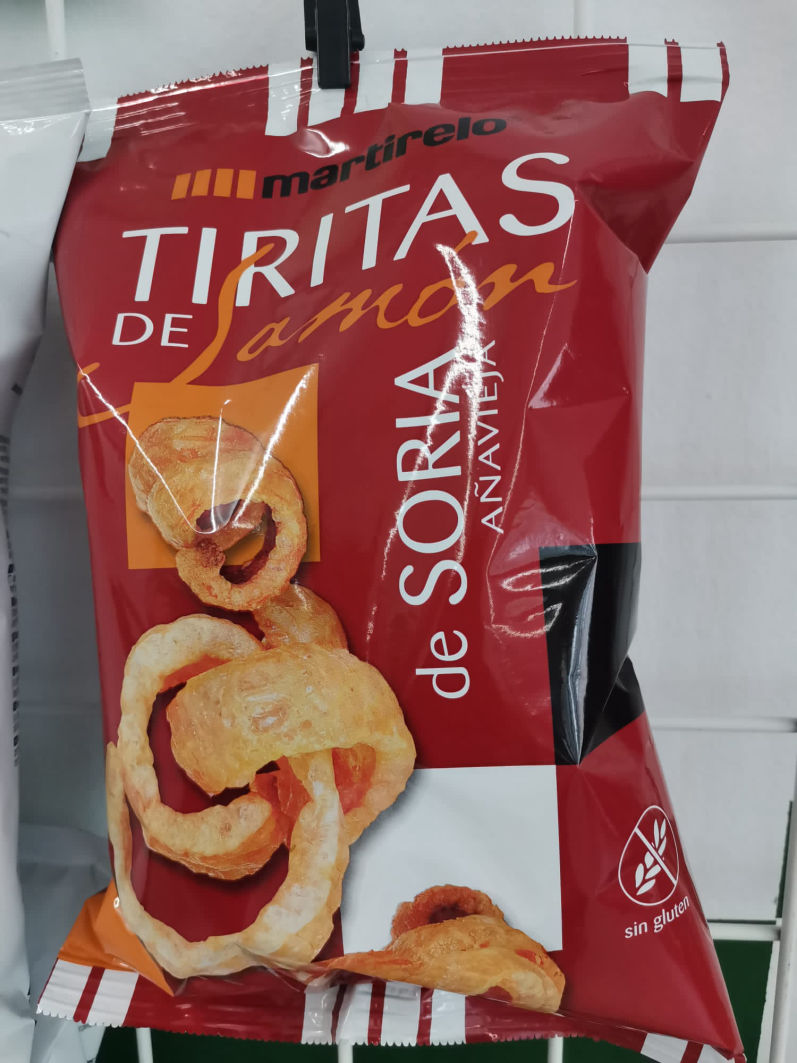 martirelo
TIRITAS
DE Jamón
de SORIA
AÑAVIEJA
sin gluten